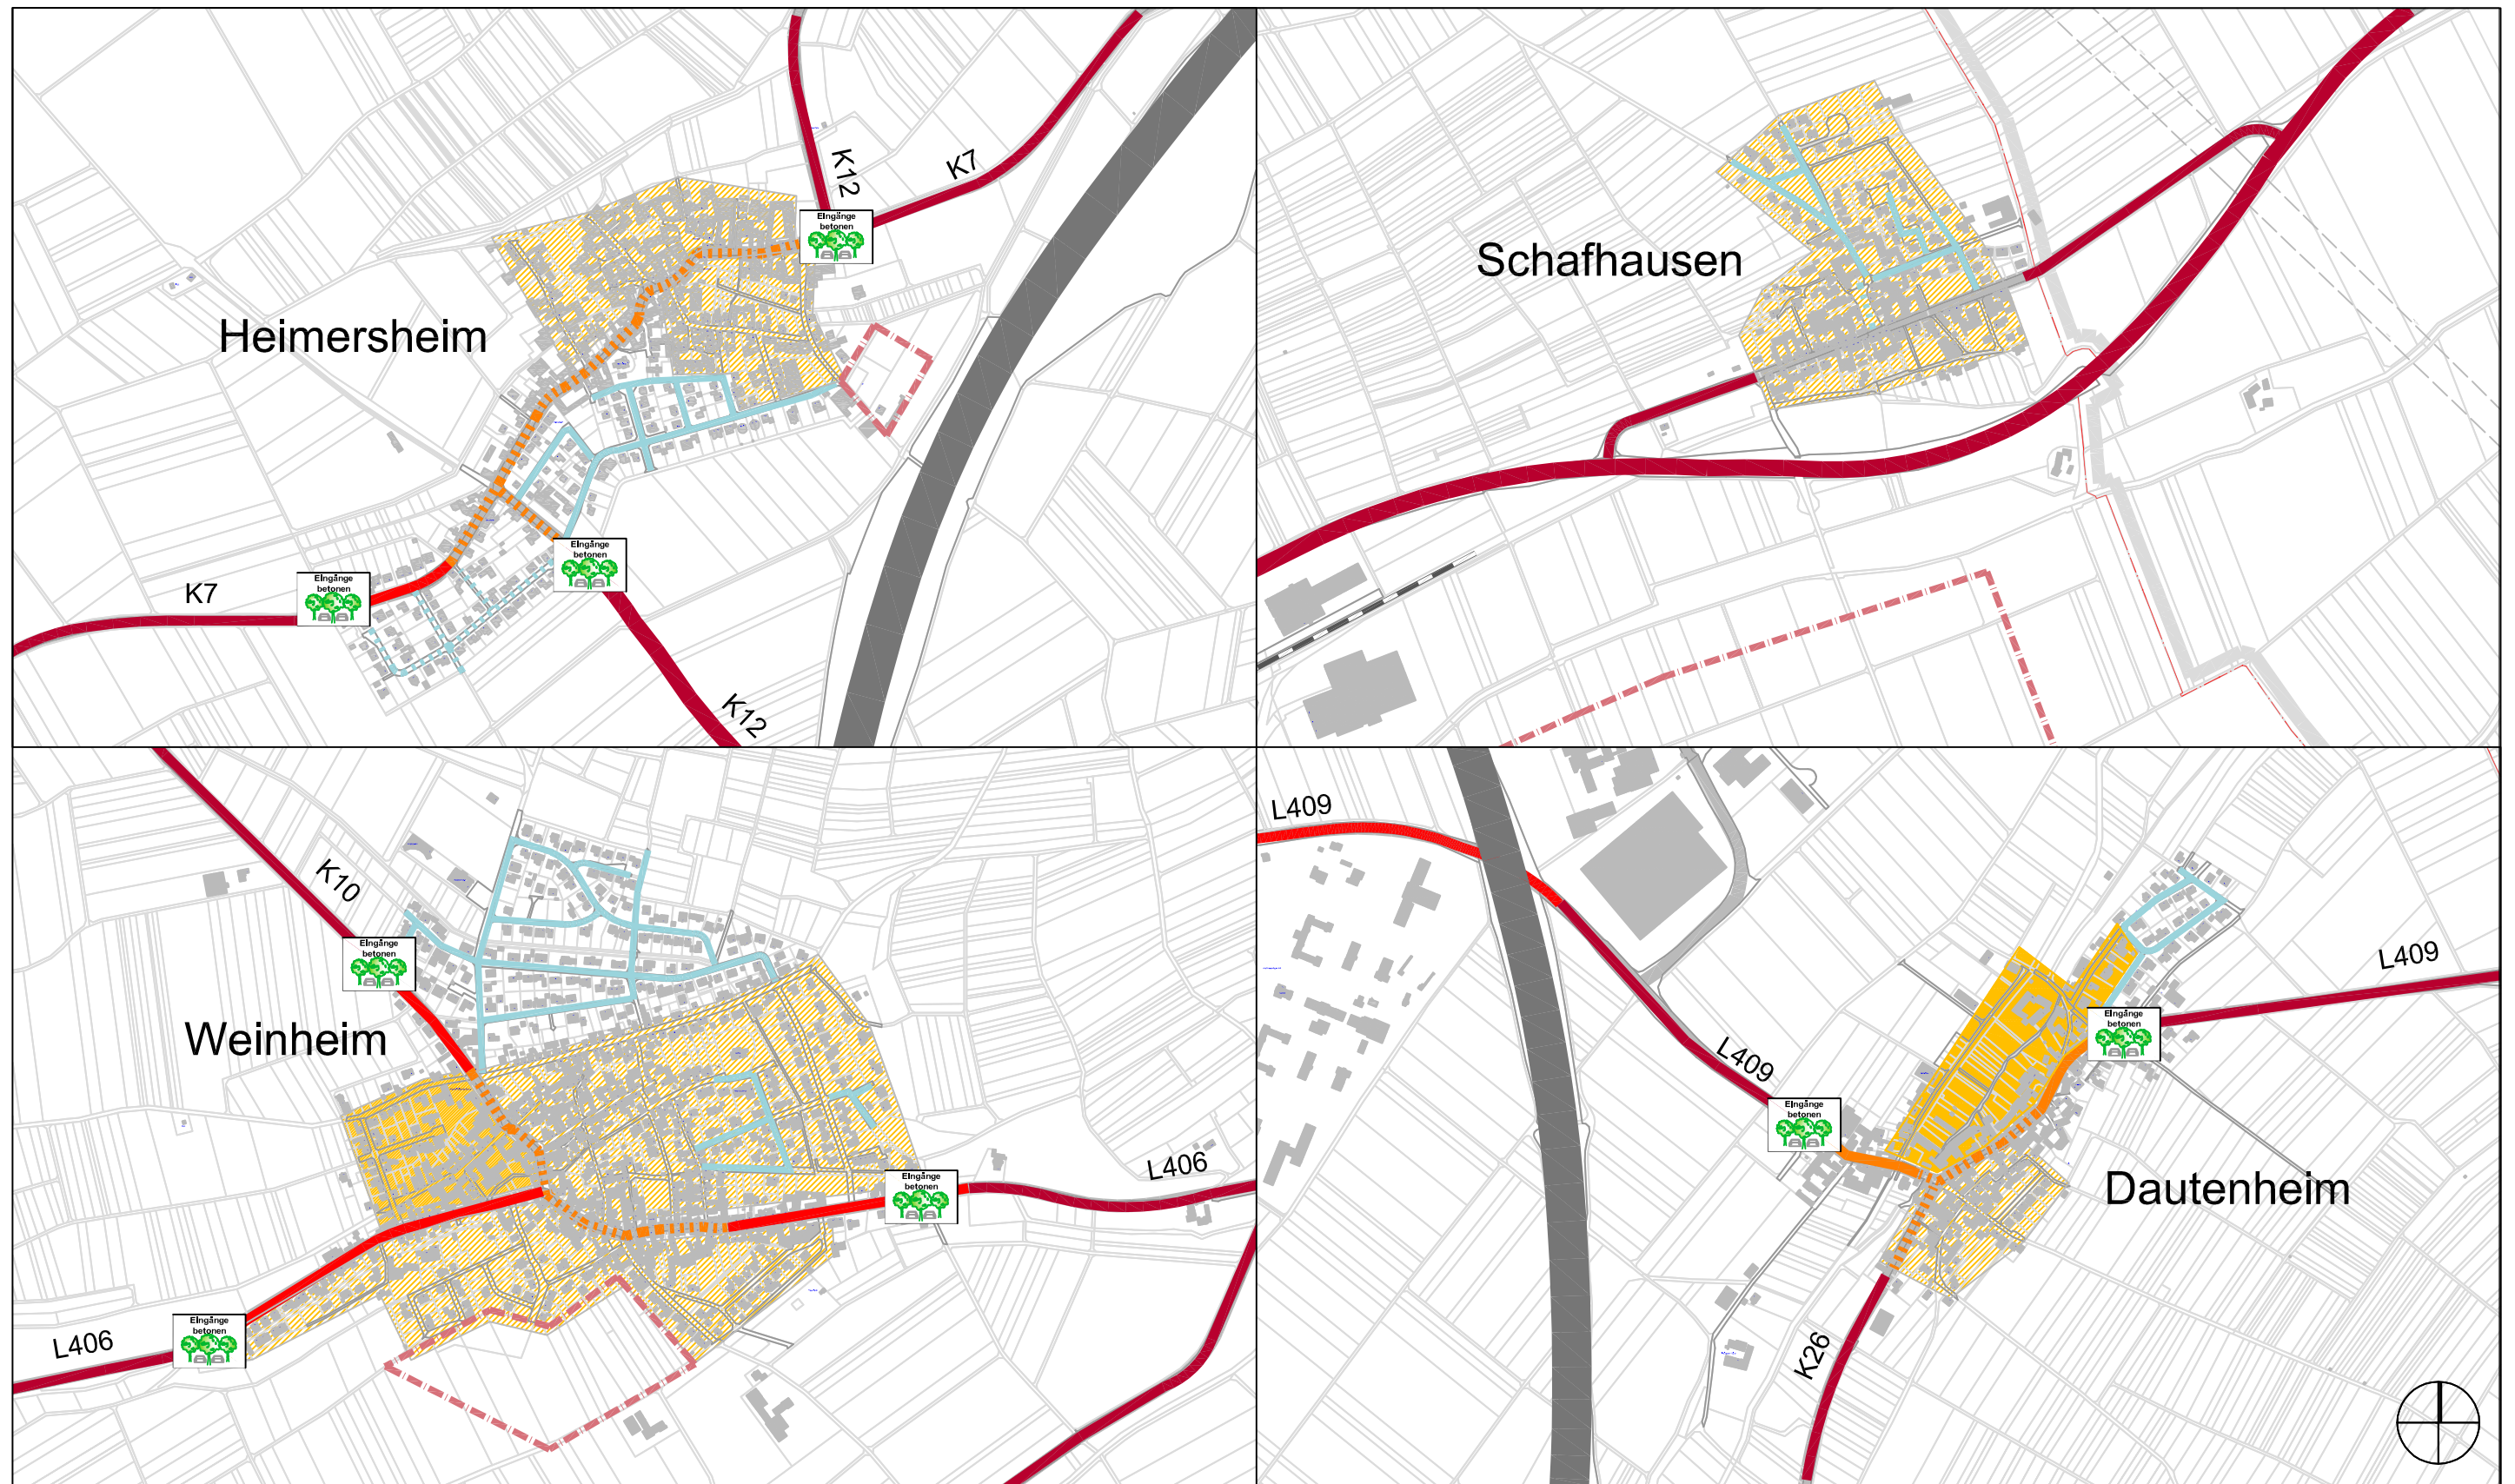 K12
K7
EIngänge
betonen
Heimersheim
EIngänge
betonen
EIngänge
betonen
K7
K12
Schafhausen
K10
EIngänge
betonen
Weinheim
L406
EIngänge
betonen
EIngänge
betonen
L406
L409
L409
EIngänge
betonen
L409
EIngänge
betonen
Dautenheim
K26